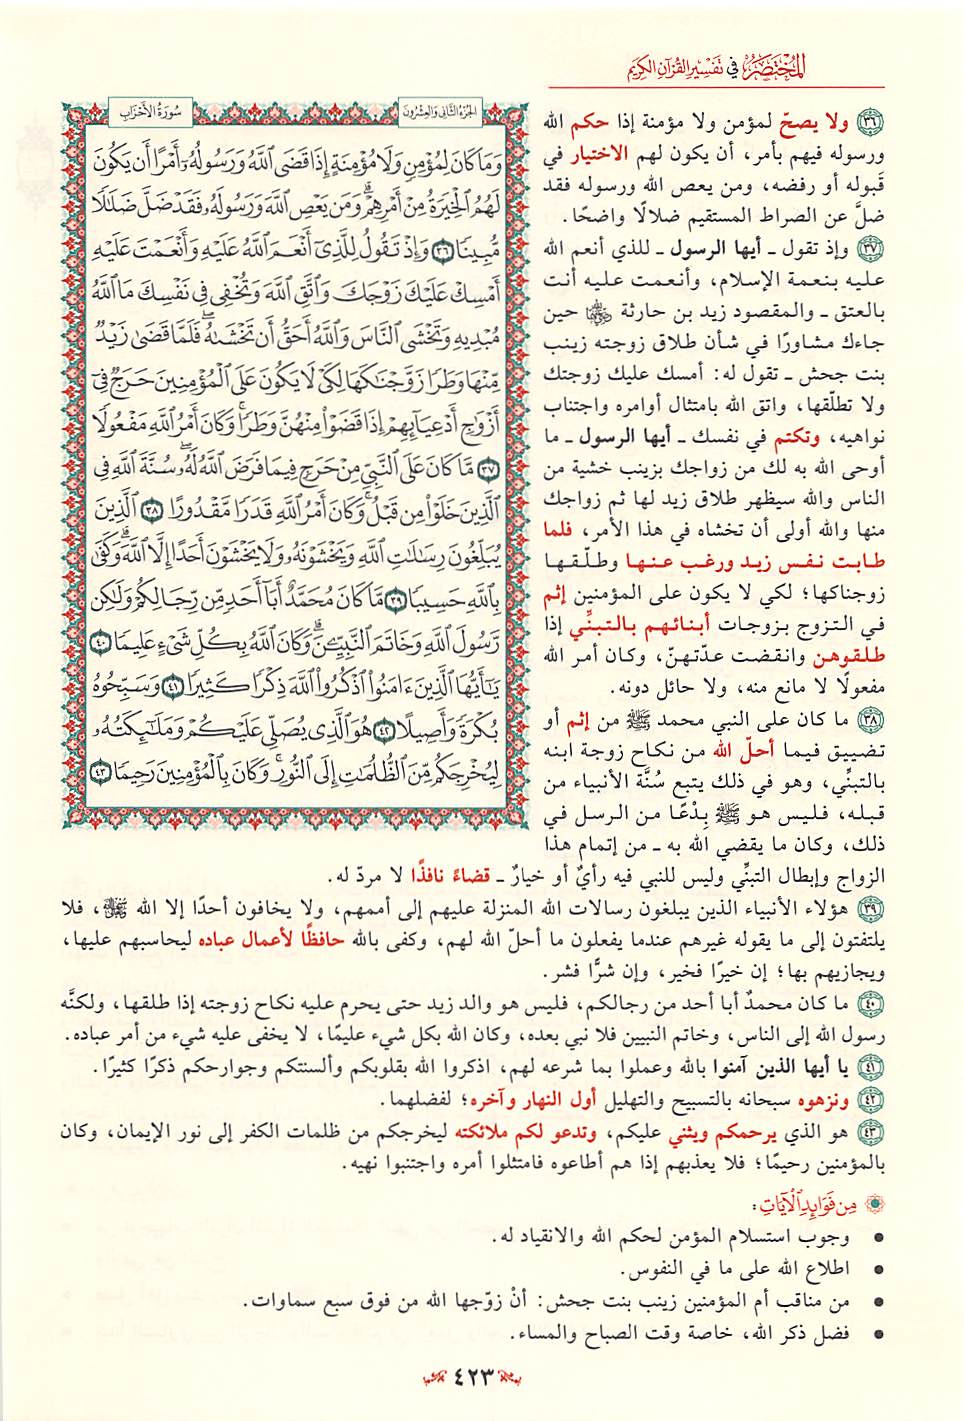 المختصر في تفسير القرآن الكريم
الجزء الثاني والعشرون
سورة الأحزاب
وَمَا كَانَ لِمُؤْمِنٍ وَلَا مُؤْمِنَةٍ إِذَا قَضَى ٱللَّهُ وَرَسُولُهُۥٓ أَمْرًا أَن يَكُونَ
لَهُمُ ٱلْخِيَرَةُ مِنْ أَمْرِهِمْ ۗ وَمَن يَعْصِ ٱللَّهَ وَرَسُولَهُۥ فَقَدْ ضَلَّ ضَلَٰلًا
مُّبِينًا ٣٦ وَإِذْ تَقُولُ لِلَّذِىٓ أَنْعَمَ ٱللَّهُ عَلَيْهِ وَأَنْعَمْتَ عَلَيْهِ
أَمْسِكْ عَلَيْكَ زَوْجَكَ وَٱتَّقِ ٱللَّهَ وَتُخْفِى فِى نَفْسِكَ مَا ٱللَّهُ
مُبْدِيهِ وَتَخْشَى ٱلنَّاسَ وَٱللَّهُ أَحَقُّ أَن تَخْشَىٰهُ ۖ فَلَمَّا قَضَىٰ زَيْدٌ
مِّنْهَا وَطَرًا زَوَّجْنَٰكَهَا لِكَىْ لَا يَكُونَ عَلَى ٱلْمُؤْمِنِينَ حَرَجٌ فِىٓ
أَزْوَٰجِ أَدْعِيَآئِهِمْ إِذَا قَضَوْا۟ مِنْهُنَّ وَطَرًا ۚ وَكَانَ أَمْرُ ٱللَّهِ مَفْعُولًا
٣٧ مَّا كَانَ عَلَى ٱلنَّبِىِّ مِنْ حَرَجٍ فِيمَا فَرَضَ ٱللَّهُ لَهُۥ ۖ سُنَّةَ ٱللَّهِ فِى
ٱلَّذِينَ خَلَوْا۟ مِن قَبْلُ ۚ وَكَانَ أَمْرُ ٱللَّهِ قَدَرًا مَّقْدُورًا ٣٨ ٱلَّذِينَ
يُبَلِّغُونَ رِسَٰلَٰتِ ٱللَّهِ وَيَخْشَوْنَهُۥ وَلَا يَخْشَوْنَ أَحَدًا إِلَّا ٱللَّهَ ۗ وَكَفَىٰ
بِٱللَّهِ حَسِيبًا ٣٩ مَّا كَانَ مُحَمَّدٌ أَبَآ أَحَدٍ مِّن رِّجَالِكُمْ وَلَٰكِن
رَّسُولَ ٱللَّهِ وَخَاتَمَ ٱلنَّبِيِّـۧنَ ۗ وَكَانَ ٱللَّهُ بِكُلِّ شَىْءٍ عَلِيمًا ٤٠
يَٰٓأَيُّهَا ٱلَّذِينَ ءَامَنُوا۟ ٱذْكُرُوا۟ ٱللَّهَ ذِكْرًا كَثِيرًا ٤١ وَسَبِّحُوهُ
بُكْرَةً وَأَصِيلًا ٤٢ هُوَ ٱلَّذِى يُصَلِّى عَلَيْكُمْ وَمَلَٰٓئِكَتُهُۥ
لِيُخْرِجَكُم مِّنَ ٱلظُّلُمَٰتِ إِلَى ٱلنُّورِ ۚ وَكَانَ بِٱلْمُؤْمِنِينَ رَحِيمًا ٤٣
٣٦ ولا يصحّ لمؤمن ولا مؤمنة إذا حكم الله
ورسوله فيهم بأمر، أن يكون لهم الاختيار في
قَبوله أو رفضه، ومن يعص الله ورسوله فقد
ضلَّ عن الصراط المستقيم ضلالًا واضحًا.
٣٧ وإذ تقول ـ أيها الرسول ـ للذي أنعم الله
عليه بنعمة الإسلام، وأنعمت عليه أنت
بالعتق ـ والمقصود زيد بن حارثة رضي الله عنه حين
جاءك مشاورًا في شأن طلاق زوجته زينب
بنت جحش ـ تقول له: أمسك عليك زوجتك
ولا تطلّقها، واتق الله بامتثال أوامره واجتناب
نواهيه، وتكتم في نفسك ـ أيها الرسول ـ ما
أوحى الله به لك من زواجك بزينب خشية من
الناس والله سيظهر طلاق زيد لها ثم زواجك
منها والله أولى أن تخشاه في هذا الأمر، فلما
طابت نفس زيد ورغب عنها وطلّقها
زوجناكها؛ لكي لا يكون على المؤمنين إثم
في التزوج بزوجات أبنائهم بالتبنِّي إذا
طلقوهن وانقضت عدّتهنّ، وكان أمر الله
مفعولًا لا مانع منه، ولا حائل دونه.
٣٨ ما كان على النبي محمد ﷺ من إثم أو
تضييق فيما أحلّ الله من نكاح زوجة ابنه
بالتبنِّي، وهو في ذلك يتبع سُنَّة الأنبياء من
قبله، فليس هو ﷺ بِدْعًا من الرسل في
ذلك، وكان ما يقضي الله به ـ من إتمام هذا
الزواج وإبطال التبنِّي وليس للنبي فيه رأيٌ أو خيارٌ ـ قضاءً نافذًا لا مردّ له.
٣٩ هؤلاء الأنبياء الذين يبلغون رسالات الله المنزلة عليهم إلى أممهم، ولا يخافون أحدًا إلا الله ﷻ، فلا
يلتفتون إلى ما يقوله غيرهم عندما يفعلون ما أحلّ الله لهم، وكفى بالله حافظًا لأعمال عباده ليحاسبهم عليها،
ويجازيهم بها؛ إن خيرًا فخير، وإن شرًّا فشر.
٤٠ ما كان محمدٌ أبا أحد من رجالكم، فليس هو والد زيد حتى يحرم عليه نكاح زوجته إذا طلقها، ولكنَّه
رسول الله إلى الناس، وخاتم النبيين فلا نبي بعده، وكان الله بكل شيء عليمًا، لا يخفى عليه شيء من أمر عباده.
٤١ يا أيها الذين آمنوا بالله وعملوا بما شرعه لهم، اذكروا الله بقلوبكم وألسنتكم وجوارحكم ذكرًا كثيرًا.
٤٢ ونزهوه سبحانه بالتسبيح والتهليل أول النهار وآخره؛ لفضلهما.
٤٣ هو الذي يرحمكم ويثني عليكم، وتدعو لكم ملائكته ليخرجكم من ظلمات الكفر إلى نور الإيمان، وكان
بالمؤمنين رحيمًا؛ فلا يعذبهم إذا هم أطاعوه فامتثلوا أمره واجتنبوا نهيه.
من فوائد الآيات:
• وجوب استسلام المؤمن لحكم الله والانقياد له.
• اطلاع الله على ما في النفوس.
• من مناقب أم المؤمنين زينب بنت جحش: أنْ زوّجها الله من فوق سبع سماوات.
• فضل ذكر الله، خاصة وقت الصباح والمساء.
٤٢٣